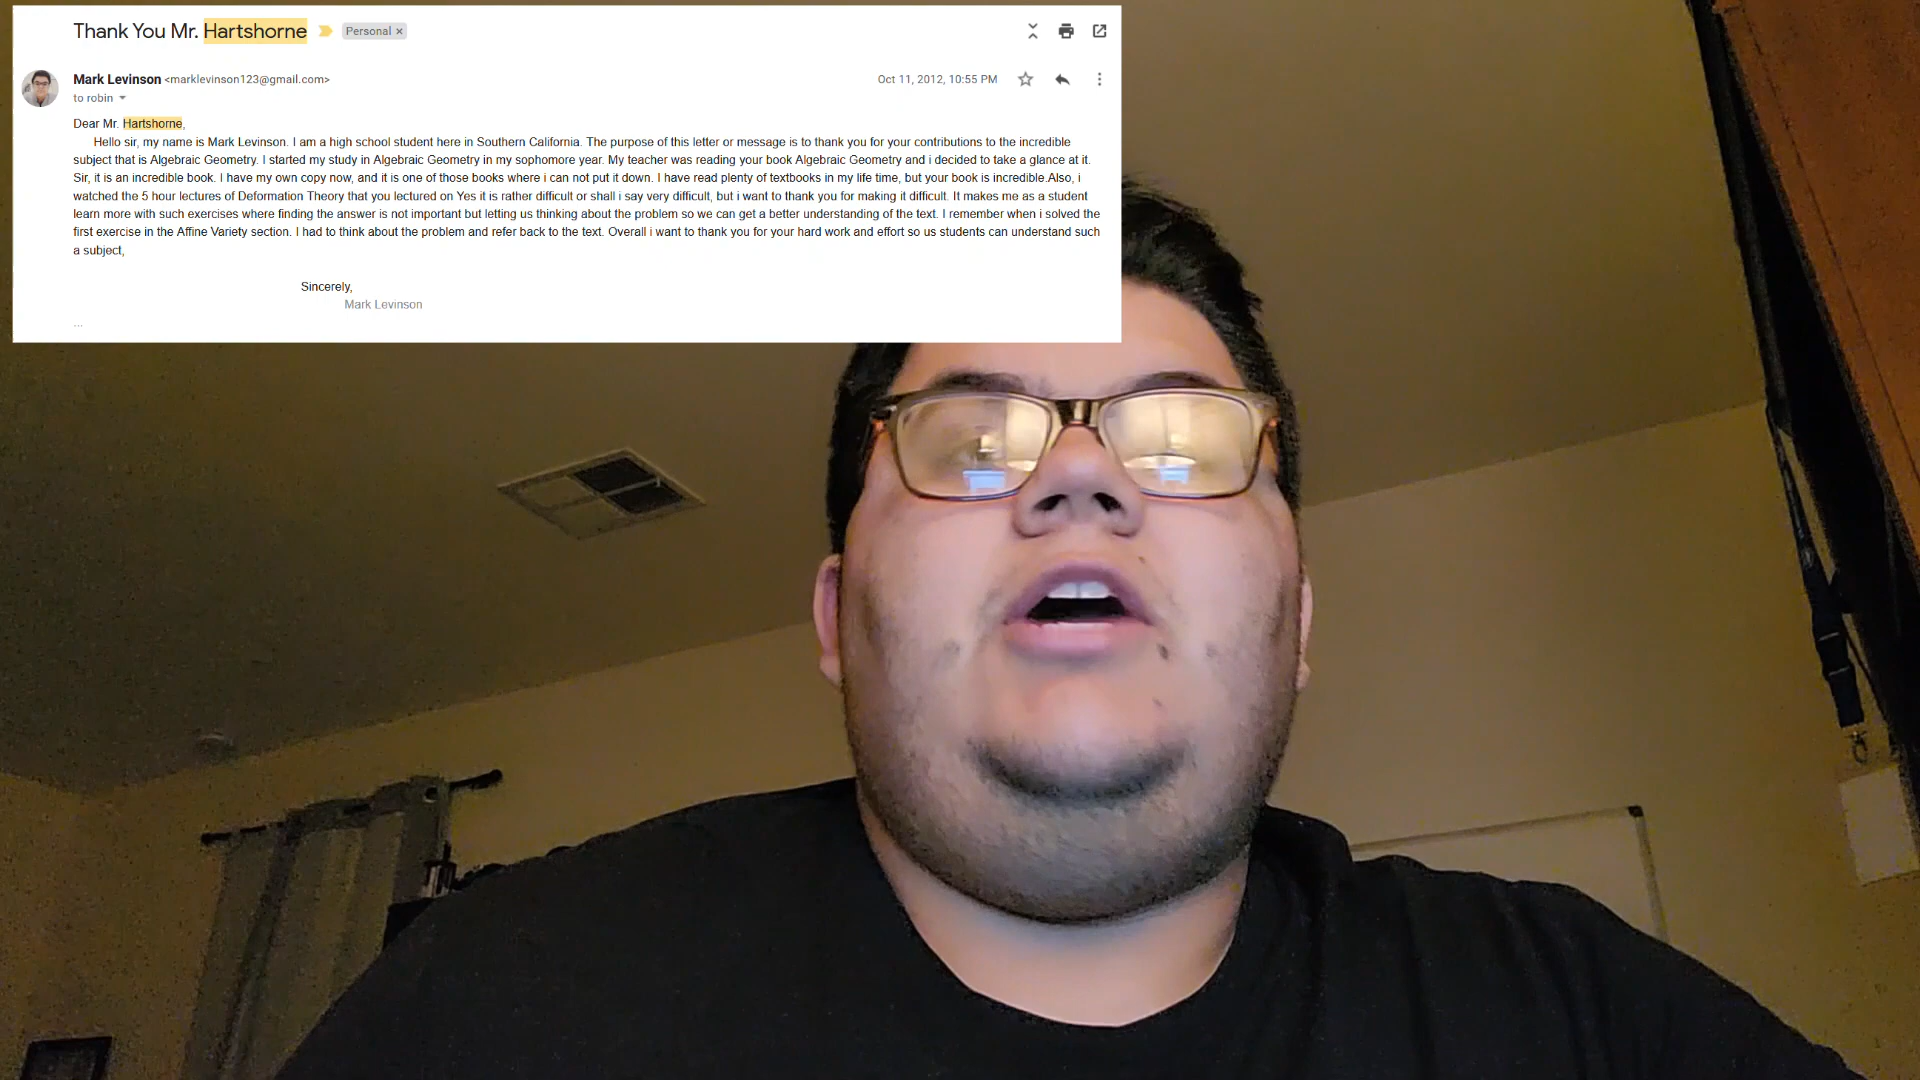 Thank You Mr. Hartshorne Personal ×
Mark Levinson <marklevinson123@gmail.com> Oct 11, 2012, 10:55 PM
to robin
Dear Mr. Hartshorne,
Hello sir, my name is Mark Levinson. I am a high school student here in Southern California. The purpose of this letter or message is to thank you for your contributions to the incredible
subject that is Algebraic Geometry. I started my study in Algebraic Geometry in my sophomore year. My teacher was reading your book Algebraic Geometry and i decided to take a glance at it.
Sir, it is an incredible book. I have my own copy now, and it is one of those books where i can not put it down. I have read plenty of textbooks in my life time, but your book is incredible.Also, i
watched the 5 hour lectures of Deformation Theory that you lectured on Yes it is rather difficult or shall i say very difficult, but i want to thank you for making it difficult. It makes me as a student
learn more with such exercises where finding the answer is not important but letting us thinking about the problem so we can get a better understanding of the text. I remember when i solved the
first exercise in the Affine Variety section. I had to think about the problem and refer back to the text. Overall i want to thank you for your hard work and effort so us students can understand such
a subject,
Sincerely,
Mark Levinson
...